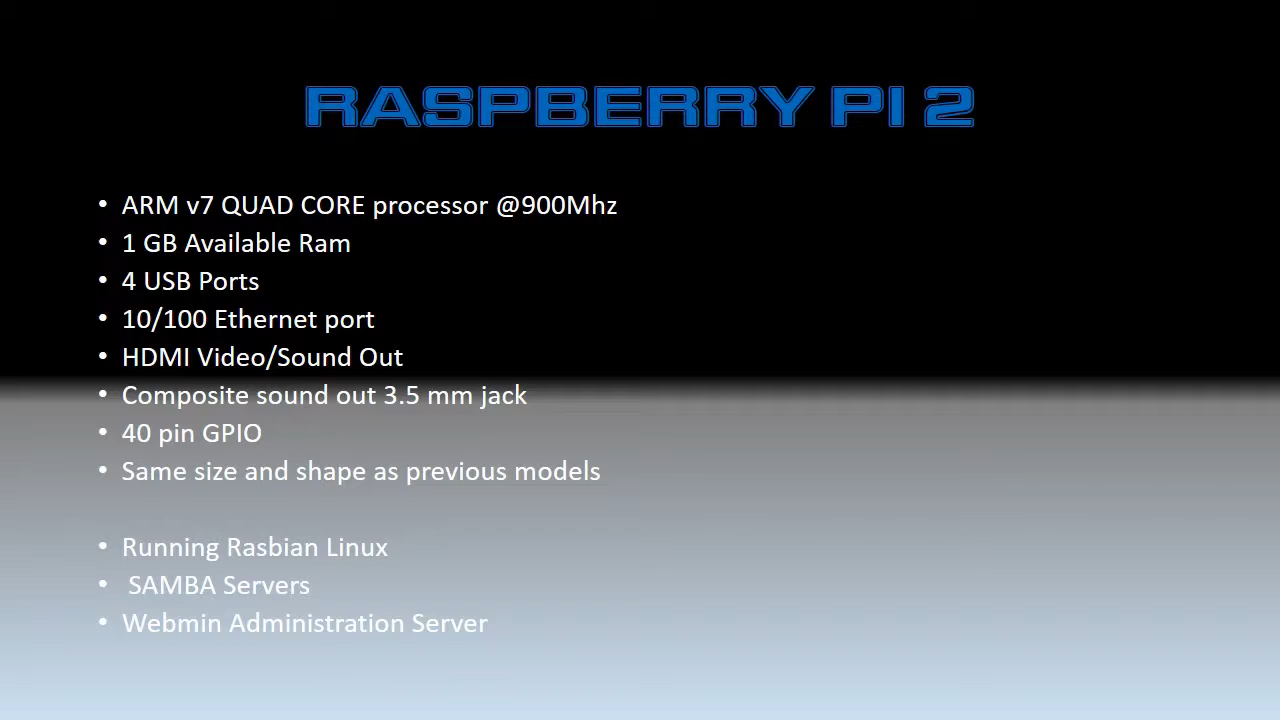 RASPBERRY PI 2
• ARM v7 QUAD CORE processor @900Mhz
• 1 GB Available Ram
• 4 USB Ports
• 10/100 Ethernet port
• HDMI Video/Sound Out
• Composite sound out 3.5 mm jack
• 40 pin GPIO
• Same size and shape as previous models
• Running Rasbian Linux
• SAMBA Servers
• Webmin Administration Server